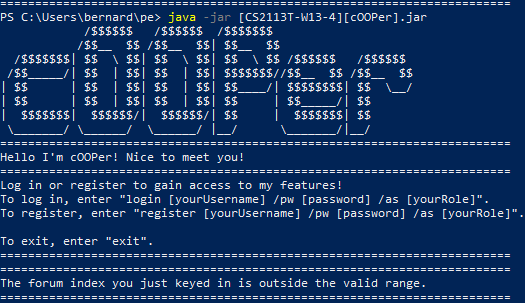 PS C:\Users\bernard\pe> java -jar [CS2113T-W13-4][cOOPer].jar
cOOPer
Hello I'm cOOPer! Nice to meet you!
Log in or register to gain access to my features!
To log in, enter "login [yourUsername] /pw [password] /as [yourRole]".
To register, enter "register [yourUsername] /pw [password] /as [yourRole]".
To exit, enter "exit".
The forum index you just keyed in is outside the valid range.